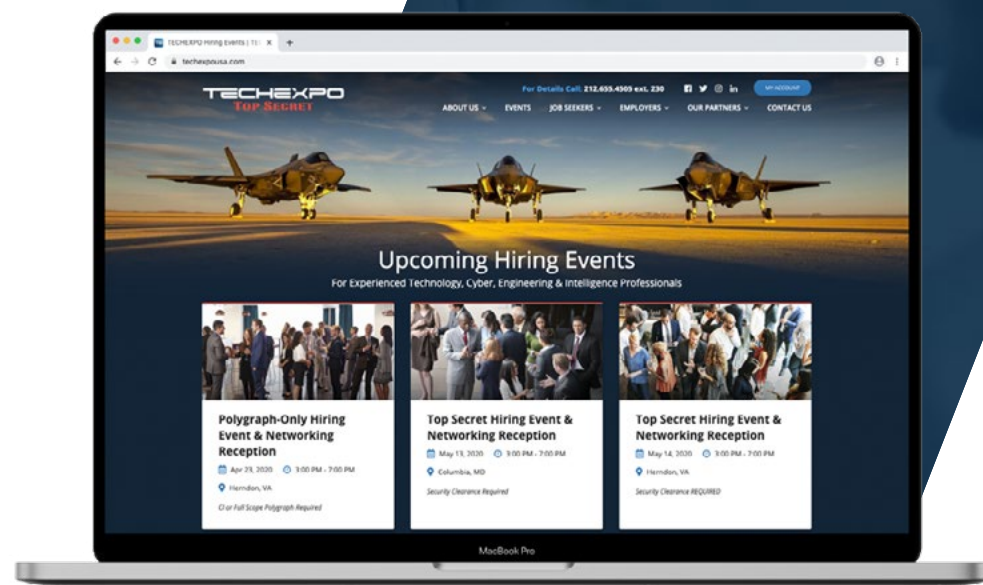 TECHEXPO Hiring Events | TE
techexpousa.com
TECHEXPO
TOP SECRET
For Details Call: 212.655.4505 ext. 230
MY ACCOUNT
ABOUT US EVENTS JOB SEEKERS EMPLOYERS OUR PARTNERS CONTACT US
Upcoming Hiring Events
For Experienced Technology, Cyber, Engineering & Intelligence Professionals
Polygraph-Only Hiring
Event & Networking
Reception
Apr 23, 2020 3:00 PM - 7:00 PM
Herndon, VA
CI or Full Scope Polygraph Required
Top Secret Hiring Event &
Networking Reception
May 13, 2020 3:00 PM - 7:00 PM
Columbia, MD
Security Clearance Required
Top Secret Hiring Event &
Networking Reception
May 14, 2020 3:00 PM - 7:00 PM
Herndon, VA
Security Clearance REQUIRED
MacBook Pro